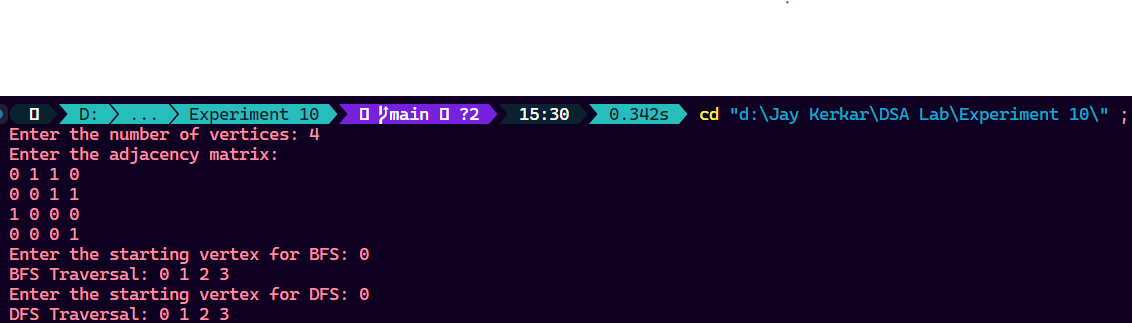 D: ... Experiment 10 main ?2 15:30 0.342s cd "d:\Jay Kerkar\DSA Lab\Experiment 10\" ;
Enter the number of vertices: 4
Enter the adjacency matrix:
0 1 1 0
0 0 1 1
1 0 0 0
0 0 0 1
Enter the starting vertex for BFS: 0
BFS Traversal: 0 1 2 3
Enter the starting vertex for DFS: 0
DFS Traversal: 0 1 2 3